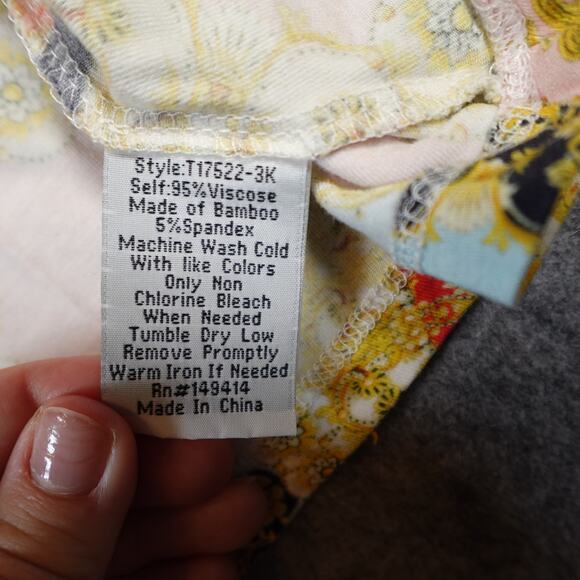 Style:T17522-3K
Self:95%Viscose
Made of Bamboo
5%Spandex
Machine Wash Cold
With like Colors
Only Non
Chlorine Bleach
When Needed
Tumble Dry Low
Remove Promptly
Warm Iron If Needed
Rn#149414
Made In China